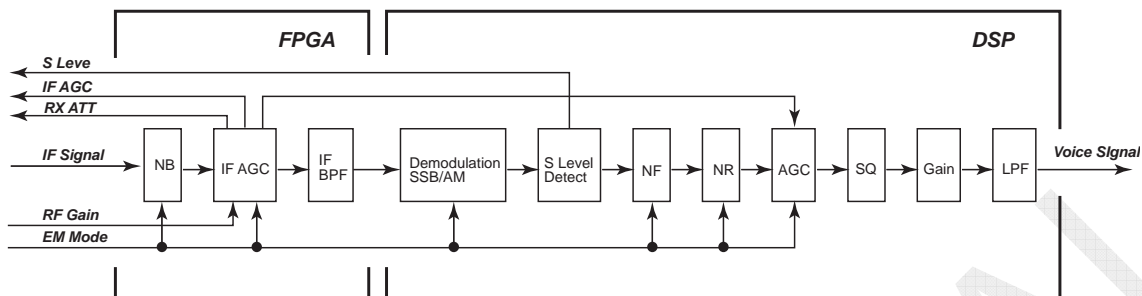 FPGA
DSP
S Leve
IF AGC
RX ATT
IF Signal
NB
IF AGC
IF
BPF
Demodulation
SSB/AM
S Level
Detect
NF
NR
AGC
SQ
Gain
LPF
Voice SIgnal
RF Gain
EM Mode